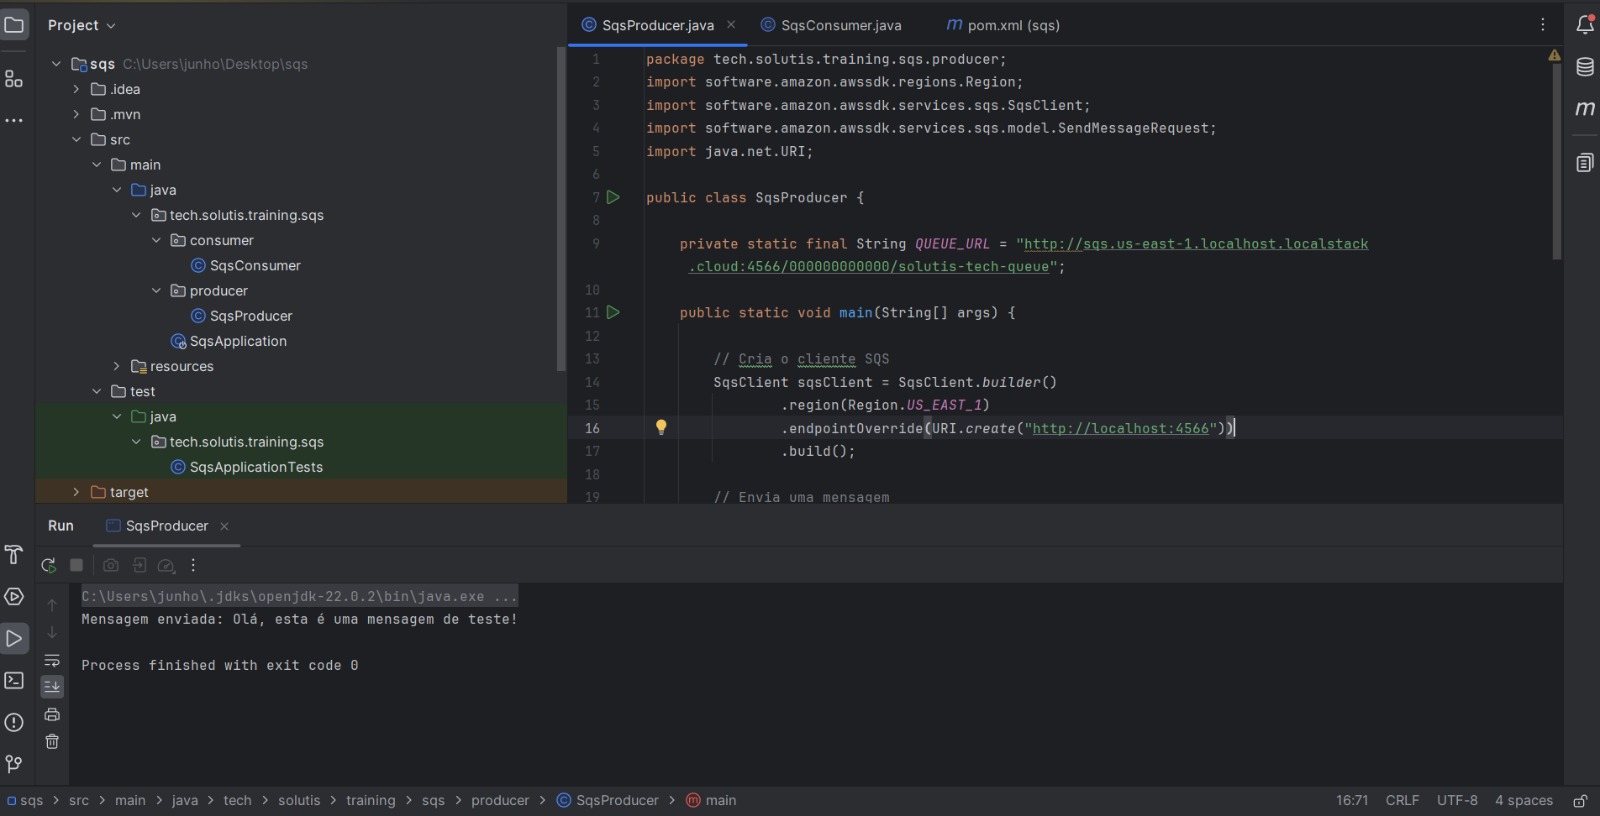 Project
sqs C:\Users\junho\Desktop\sqs
.idea
.mvn
src
main
java
tech.solutis.training.sqs
consumer
SqsConsumer
producer
SqsProducer
SqsApplication
resources
test
java
tech.solutis.training.sqs
SqsApplicationTests
target
SqsProducer.java SqsConsumer.java m pom.xml (sqs)
1 package tech.solutis.training.sqs.producer;
2 import software.amazon.awssdk.regions.Region;
3 import software.amazon.awssdk.services.sqs.SqsClient;
4 import software.amazon.awssdk.services.sqs.model.SendMessageRequest;
5 import java.net.URI;
6
7 public class SqsProducer {
8
9 private static final String QUEUE_URL = "http://sqs.us-east-1.localhost.localstack
.cloud:4566/000000000000/solutis-tech-queue";
10
11 public static void main(String[] args) {
12
13 // Cria o cliente SQS
14 SqsClient sqsClient = SqsClient.builder()
15 .region(Region.US_EAST_1)
16 .endpointOverride(URI.create("http://localhost:4566"))
17 .build();
18
19 // Envia uma mensagem
m
Run SqsProducer
C:\Users\junho\.jdks\openjdk-22.0.2\bin\java.exe ...
Mensagem enviada: Olá, esta é uma mensagem de teste!
Process finished with exit code 0
sqs > src > main > java > tech > solutis > training > sqs > producer > SqsProducer > m main
16:71 CRLF UTF-8 4 spaces